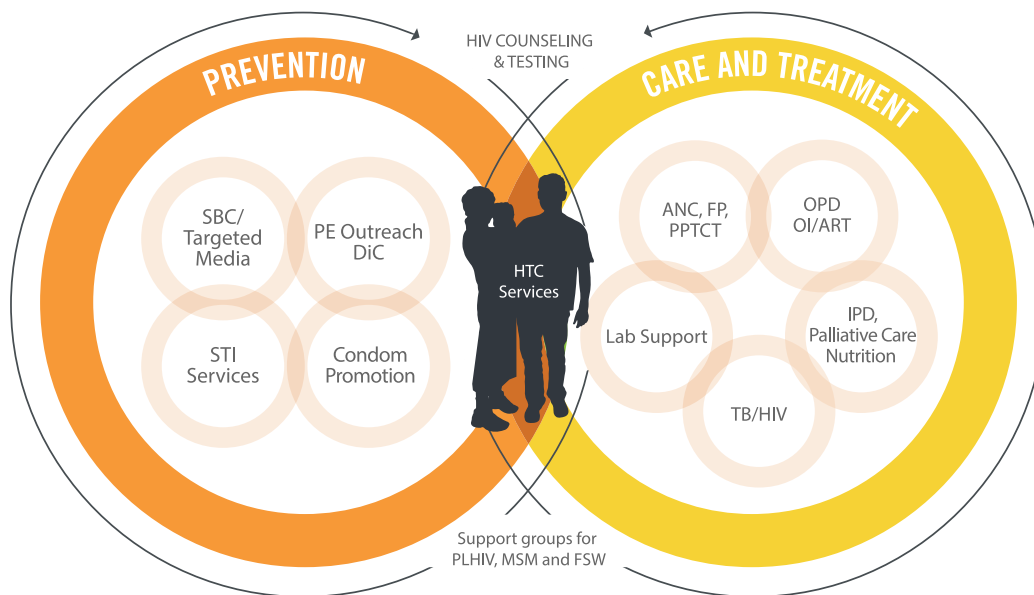 HIV COUNSELING
& TESTING
PREVENTION
CARE AND TREATMENT
SBC/
Targeted
Media
PE Outreach
DiC
STI
Services
Condom
Promotion
HTC
Services
ANC, FP,
PPTCT
OPD
OI/ART
Lab Support
IPD,
Palliative Care
Nutrition
TB/HIV
Support groups for
PLHIV, MSM and FSW